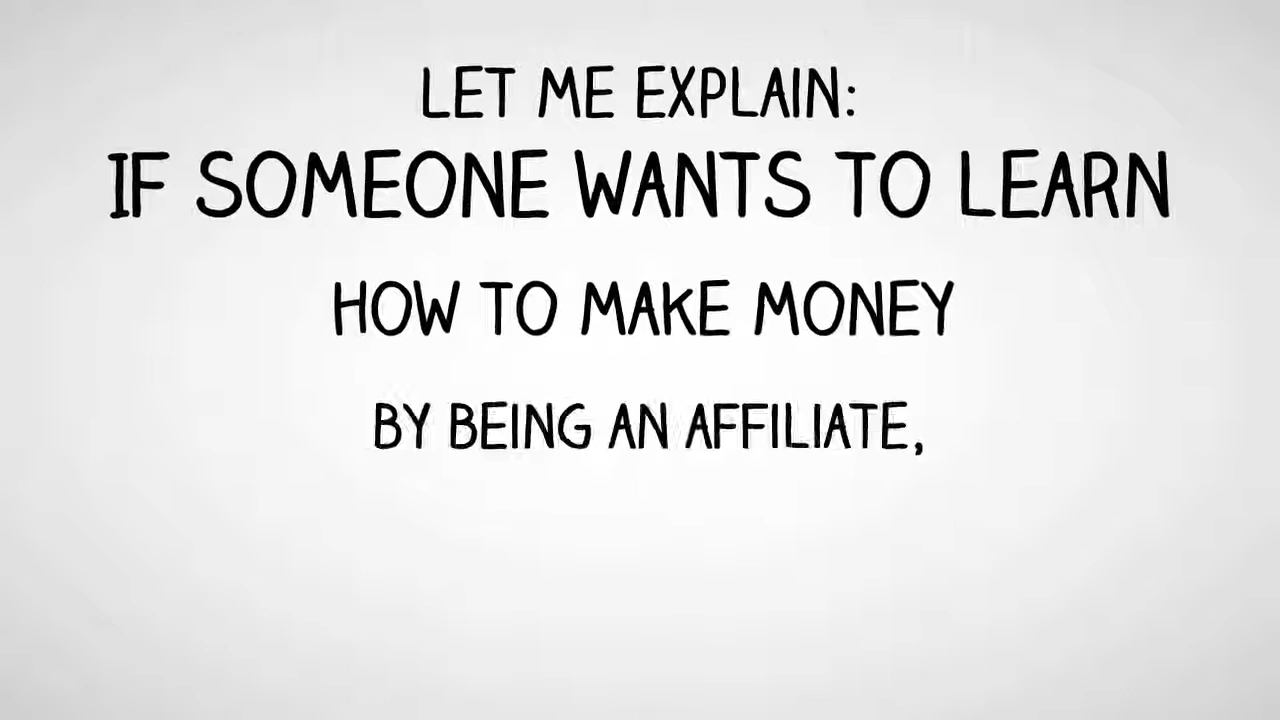 LET ME EXPLAIN:
IF SOMEONE WANTS TO LEARN
HOW TO MAKE MONEY
BY BEING AN AFFILIATE,